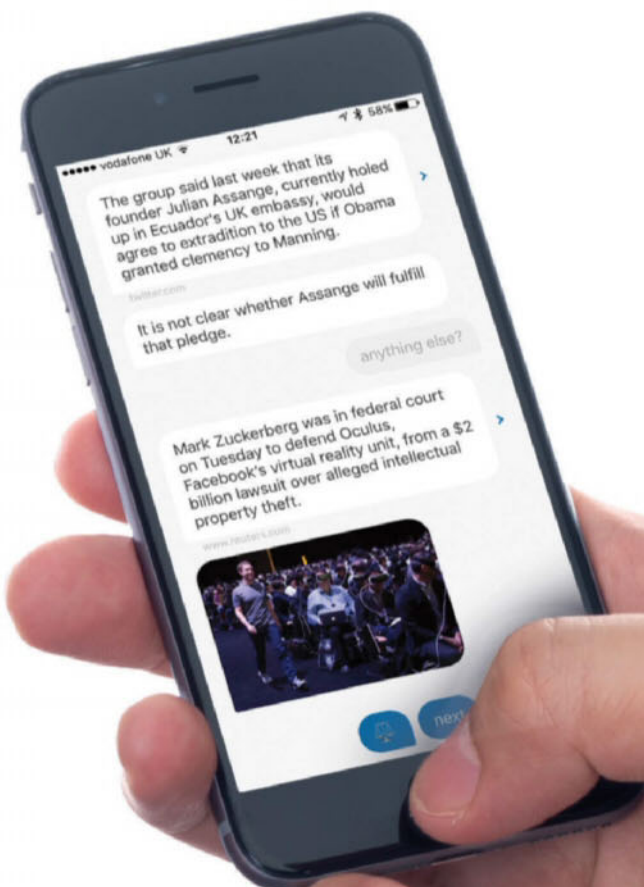 vodafone UK 12:21 58%
The group said last week that its
founder Julian Assange, currently holed
up in Ecuador's UK embassy, would
agree to extradition to the US if Obama
granted clemency to Manning.
twitter.com
It is not clear whether Assange will fulfill
that pledge.
anything else?
Mark Zuckerberg was in federal court
on Tuesday to defend Oculus,
Facebook's virtual reality unit, from a $2
billion lawsuit over alleged intellectual
property theft.
www.reuters.com
next